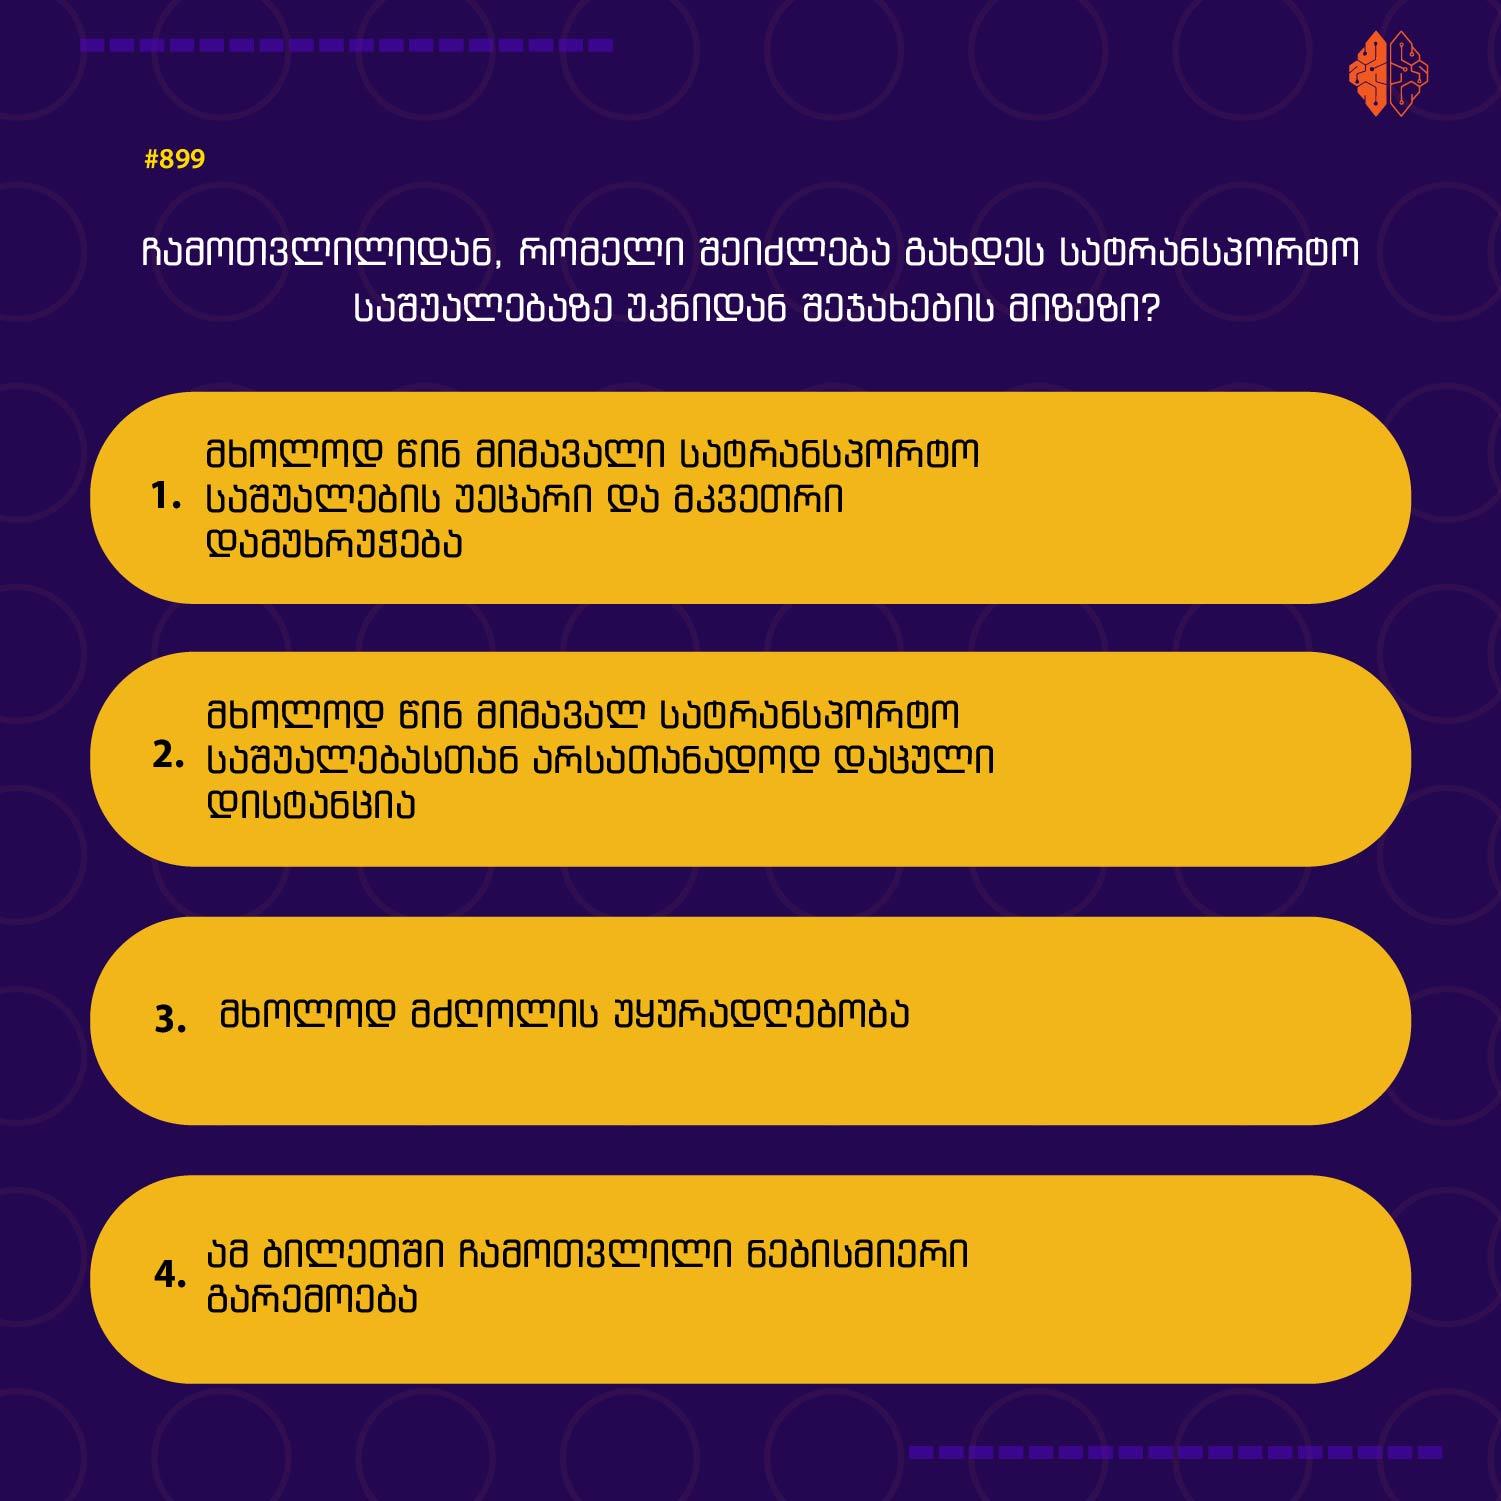 #899
ჩამოთვლილიდან, რომელი შეიძლება გახდეს სატრანსპორტო
საშუალებაზე უკნიდან შეჯახების მიზეზი?
მხოლოდ წინ მიმავალი სატრანსპორტო
1. საშუალების უეცარი და მკვეთრი
დამუხრუჭება
მხოლოდ წინ მიმავალ სატრანსპორტო
2. საშუალებასთან არსათანადოდ დაცული
დისტანცია
3. მხოლოდ მძღოლის უყურადღებობა
ამ ბილეთში ჩამოთვლილი ნებისმიერი
4. გარემოება